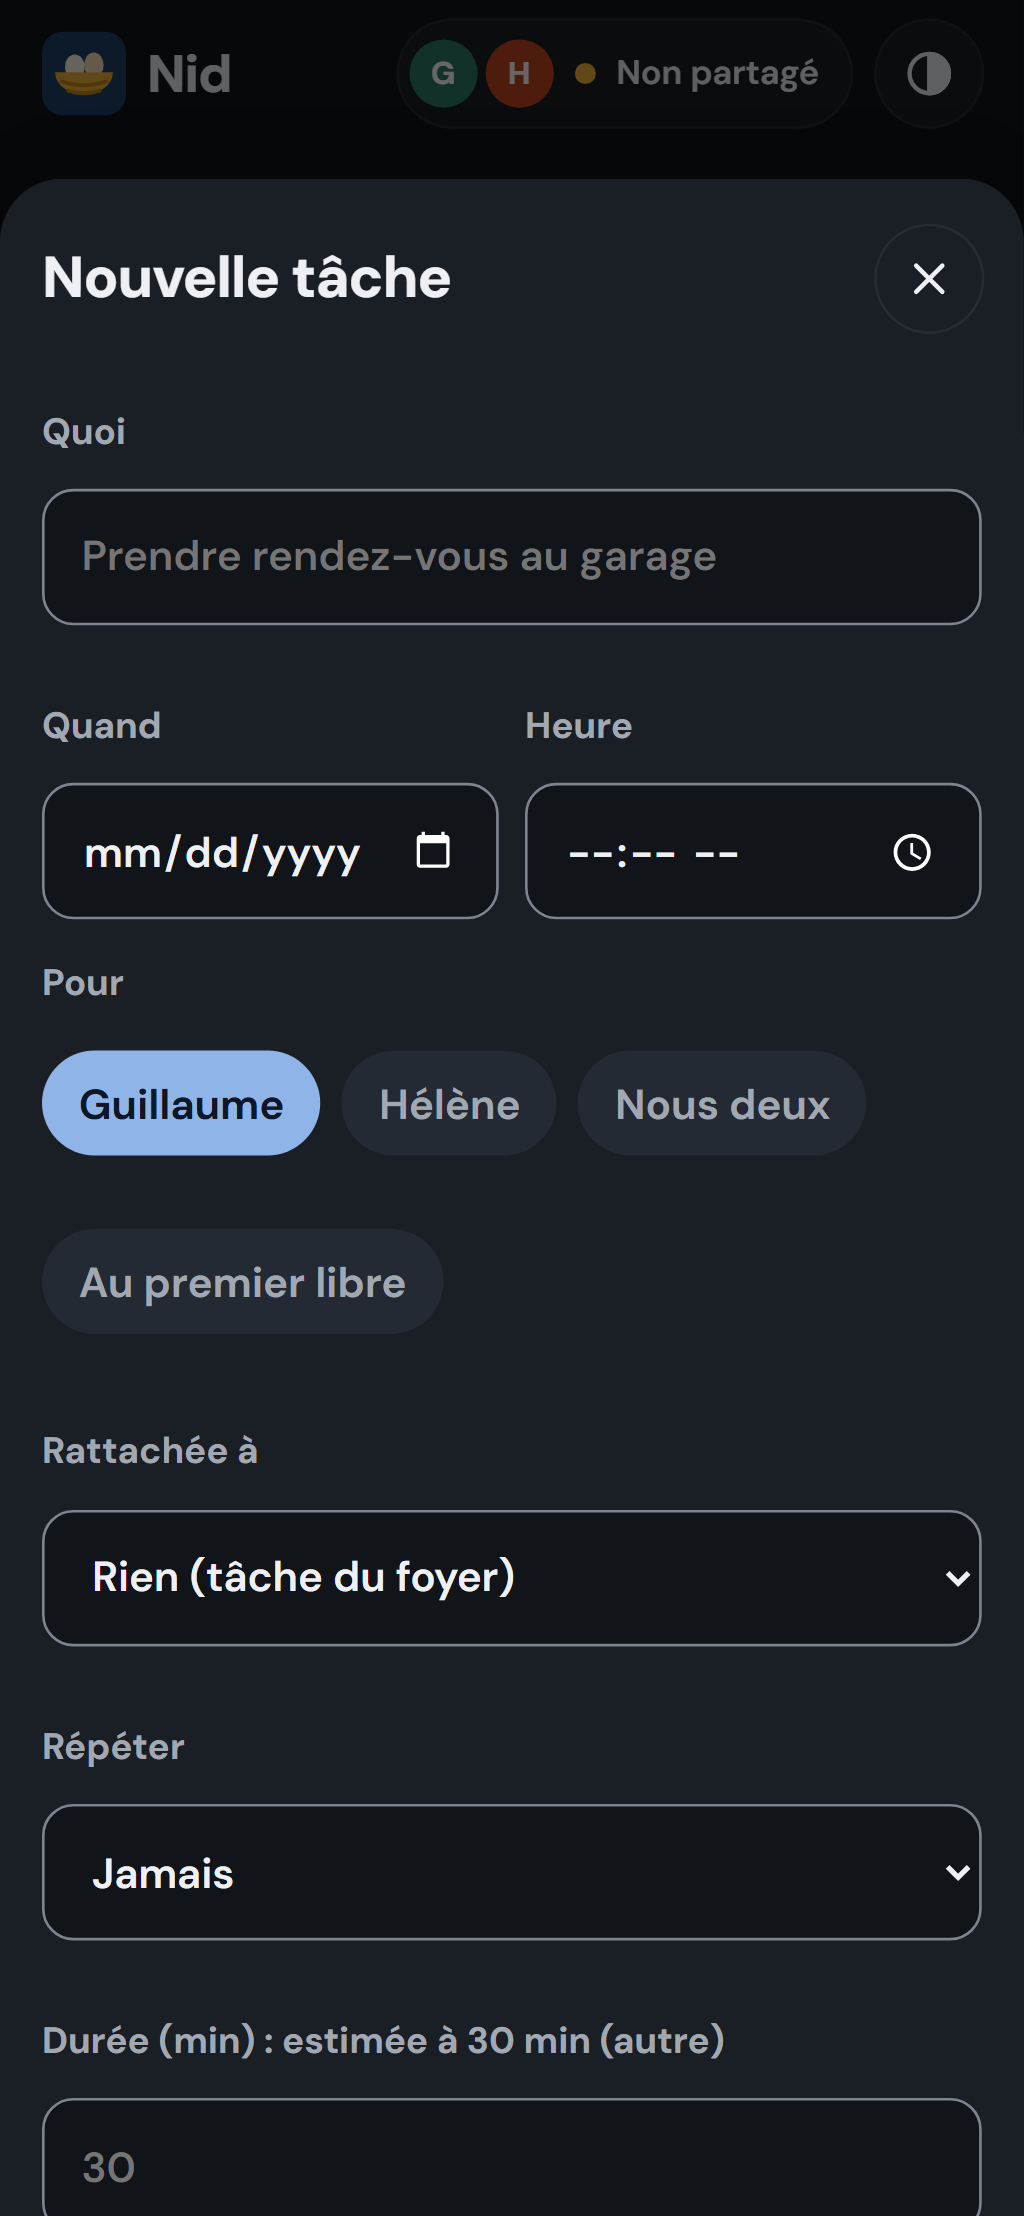 Nid
G H Non partagé
Nouvelle tâche
Quoi
Prendre rendez-vous au garage
Quand Heure
mm/dd/yyyy --:-- --
Pour
Guillaume Hélène Nous deux
Au premier libre
Rattachée à
Rien (tâche du foyer)
Répéter
Jamais
Durée (min) : estimée à 30 min (autre)
30